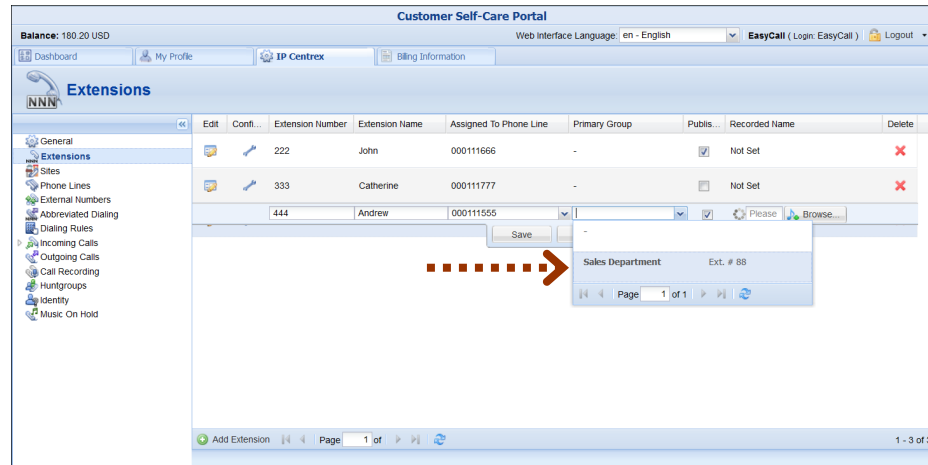 Customer Self-Care Portal
Balance: 180.20 USD Web Interface Language: en - English EasyCall ( Login: EasyCall ) Logout
Dashboard My Profile IP Centrex Billing Information
NNN Extensions
Edit Confi... Extension Number Extension Name Assigned To Phone Line Primary Group Publis... Recorded Name Delete
General
Extensions
Sites
Phone Lines
External Numbers
Abbreviated Dialing
Dialing Rules
Incoming Calls
Outgoing Calls
Call Recording
Huntgroups
Identity
Music On Hold
222 John 000111666 - Not Set
333 Catherine 000111777 - Not Set
444 Andrew 000111555 Please Browse...
Save
-
Sales Department Ext. # 88
Page 1 of 1
Add Extension Page 1 of 1 - 3 of